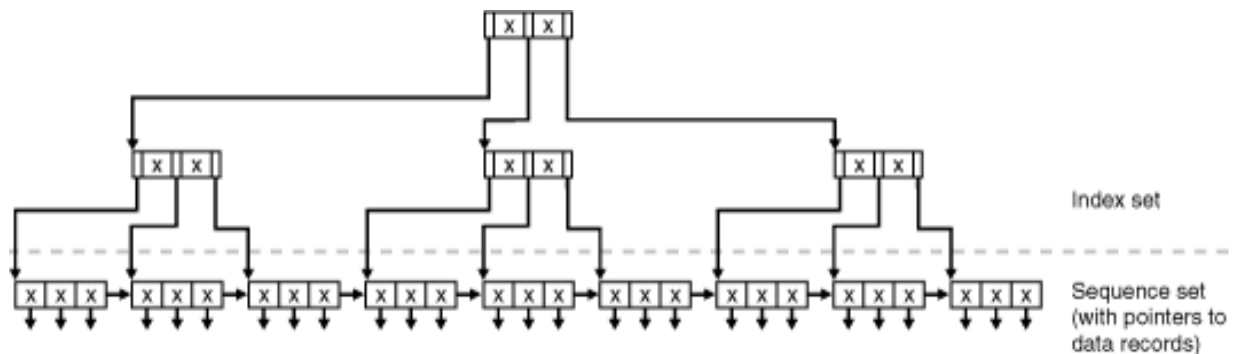 X X
X X X X X X
Index set
X X X X X X X X X X X X X X X X X X X X X X X X X X X
Sequence set
(with pointers to
data records)